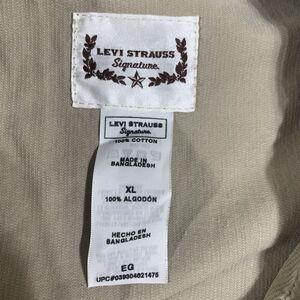 LEVI STRAUSS
Signature
LEVI STRAUSS
Signature
100% COTTON
MADE IN
BANGLADESH
XL
100% ALGODÓN
HECHO EN
BANGLADESH
EG
UPC#039304621475